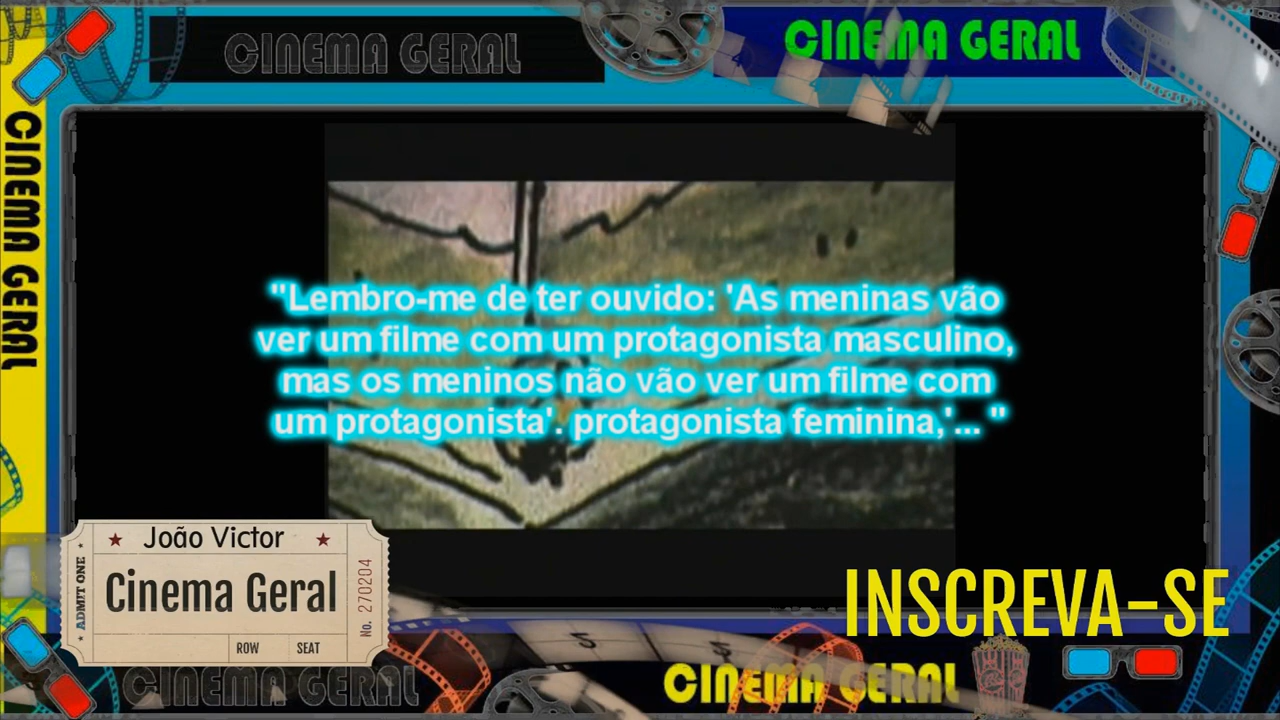 CINEMA GERAL
CINEMA GERAL
CINEMA GERAL
"Lembro-me de ter ouvido: 'As meninas vão
ver um filme com um protagonista masculino,
mas os meninos não vão ver um filme com
um protagonista'. protagonista feminina,'... "
João Victor
Cinema Geral
ADMIT ONE
No. 270204
ROW SEAT
INSCREVA-SE
CINEMA GERAL
CINEMA GERAL